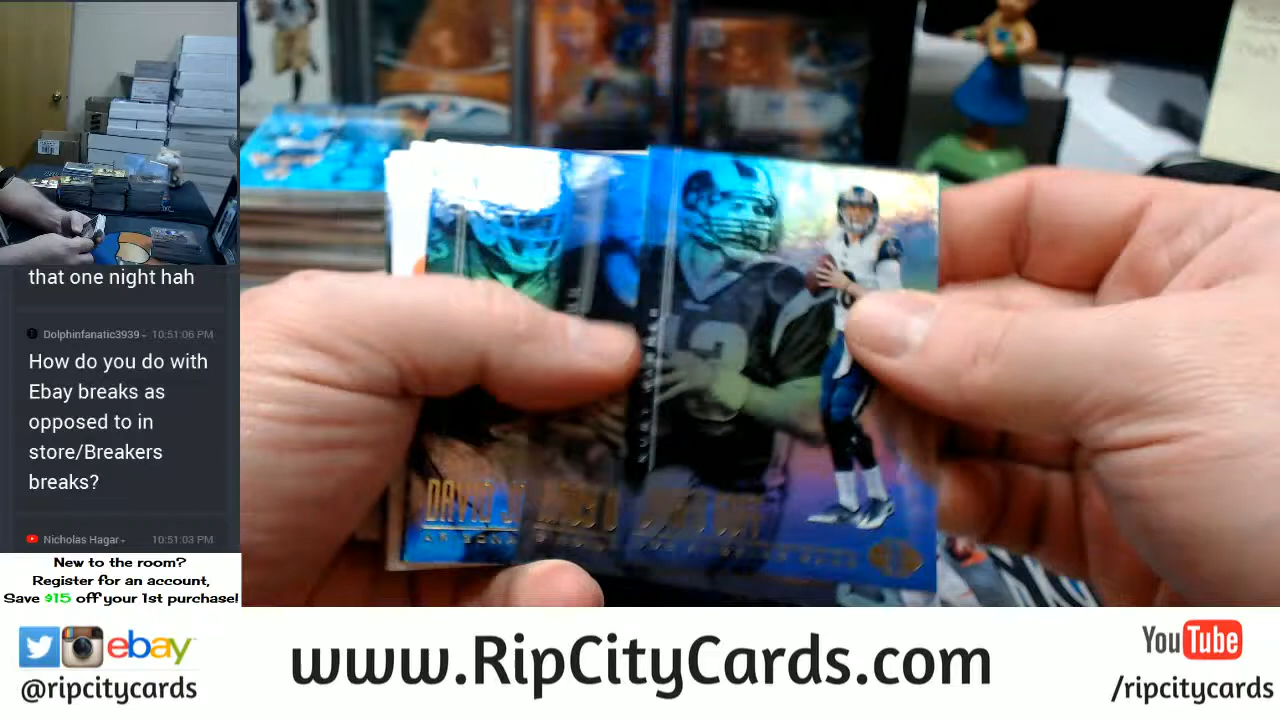 that one night hah
Dolphinfanatic3939 - 10:51:06 PM
How do you do with
Ebay breaks as
opposed to in
store/Breakers
breaks?
Nicholas Hagar - 10:51:03 PM
New to the room?
Register for an account,
Save $15 off your 1st purchase!
ebay
@ripcitycards
www.RipCityCards.com
YouTube
/ripcitycards
DAVID J